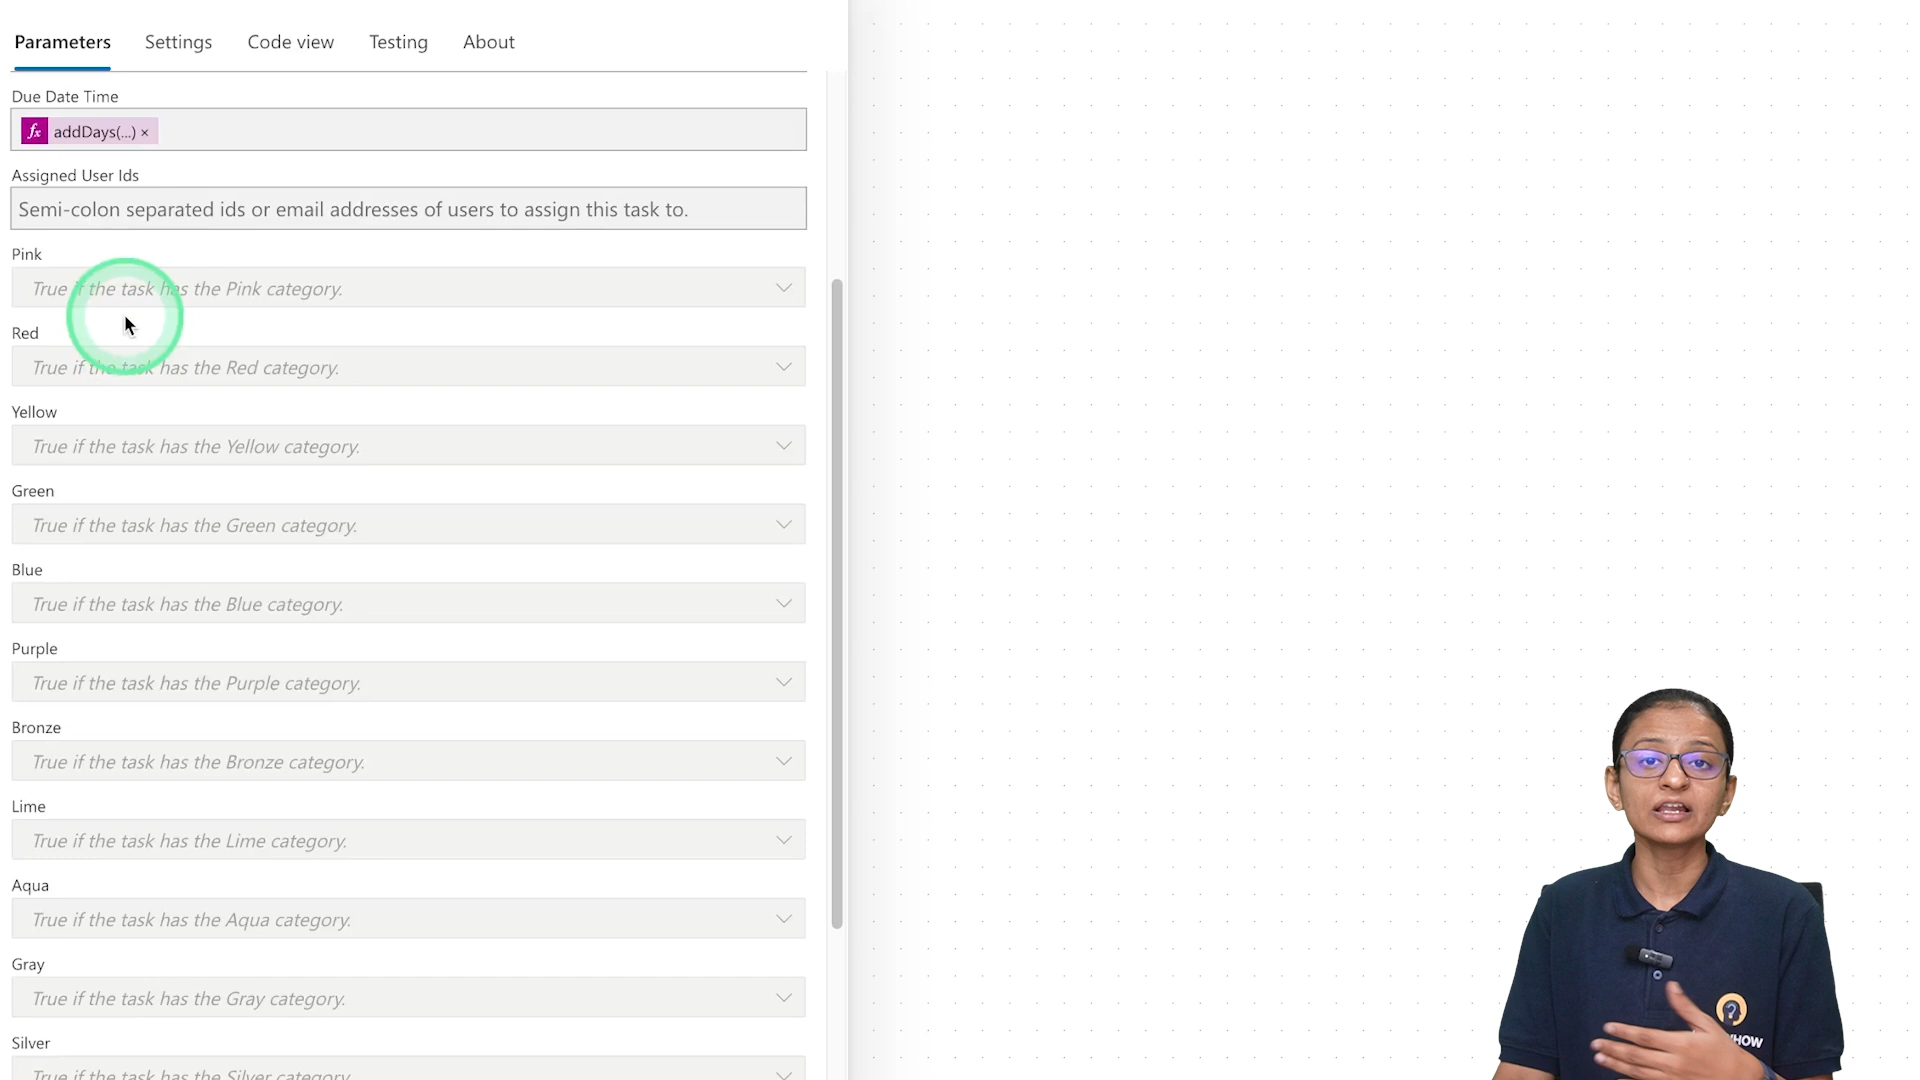 Parameters Settings Code view Testing About
Due Date Time
fx addDays(...) ×
Assigned User Ids
Semi-colon separated ids or email addresses of users to assign this task to.
Pink
True if the task has the Pink category.
Red
True if the task has the Red category.
Yellow
True if the task has the Yellow category.
Green
True if the task has the Green category.
Blue
True if the task has the Blue category.
Purple
True if the task has the Purple category.
Bronze
True if the task has the Bronze category.
Lime
True if the task has the Lime category.
Aqua
True if the task has the Aqua category.
Gray
True if the task has the Gray category.
Silver
True if the task has the Silver category.